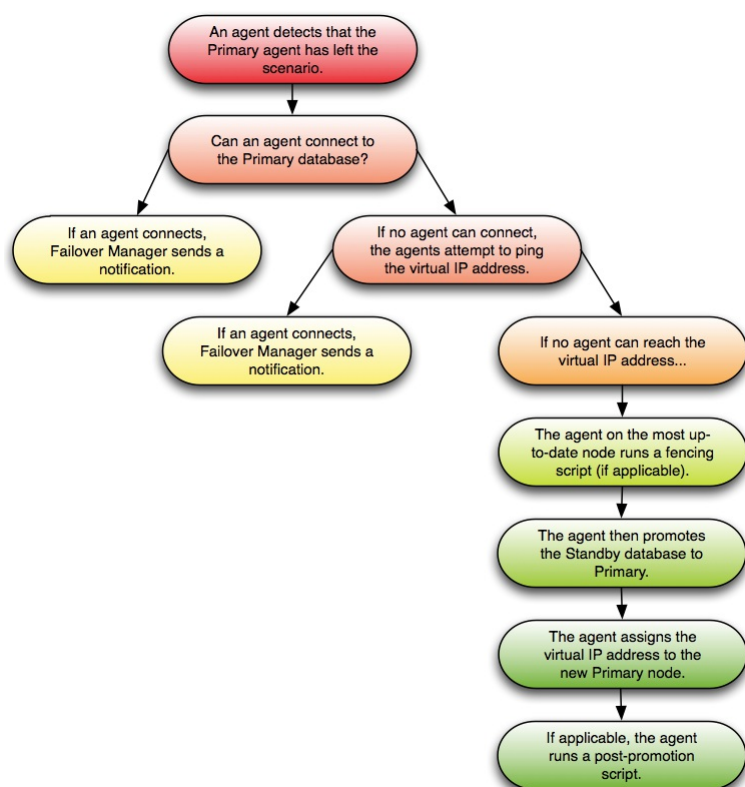 An agent detects that the
Primary agent has left the
scenario.
Can an agent connect to
the Primary database?
If an agent connects,
Failover Manager sends a
notification.
If no agent can connect,
the agents attempt to ping
the virtual IP address.
If an agent connects,
Failover Manager sends a
notification.
If no agent can reach the
virtual IP address...
The agent on the most up-
to-date node runs a fencing
script (if applicable).
The agent then promotes
the Standby database to
Primary.
The agent assigns the
virtual IP address to the
new Primary node.
If applicable, the agent
runs a post-promotion
script.